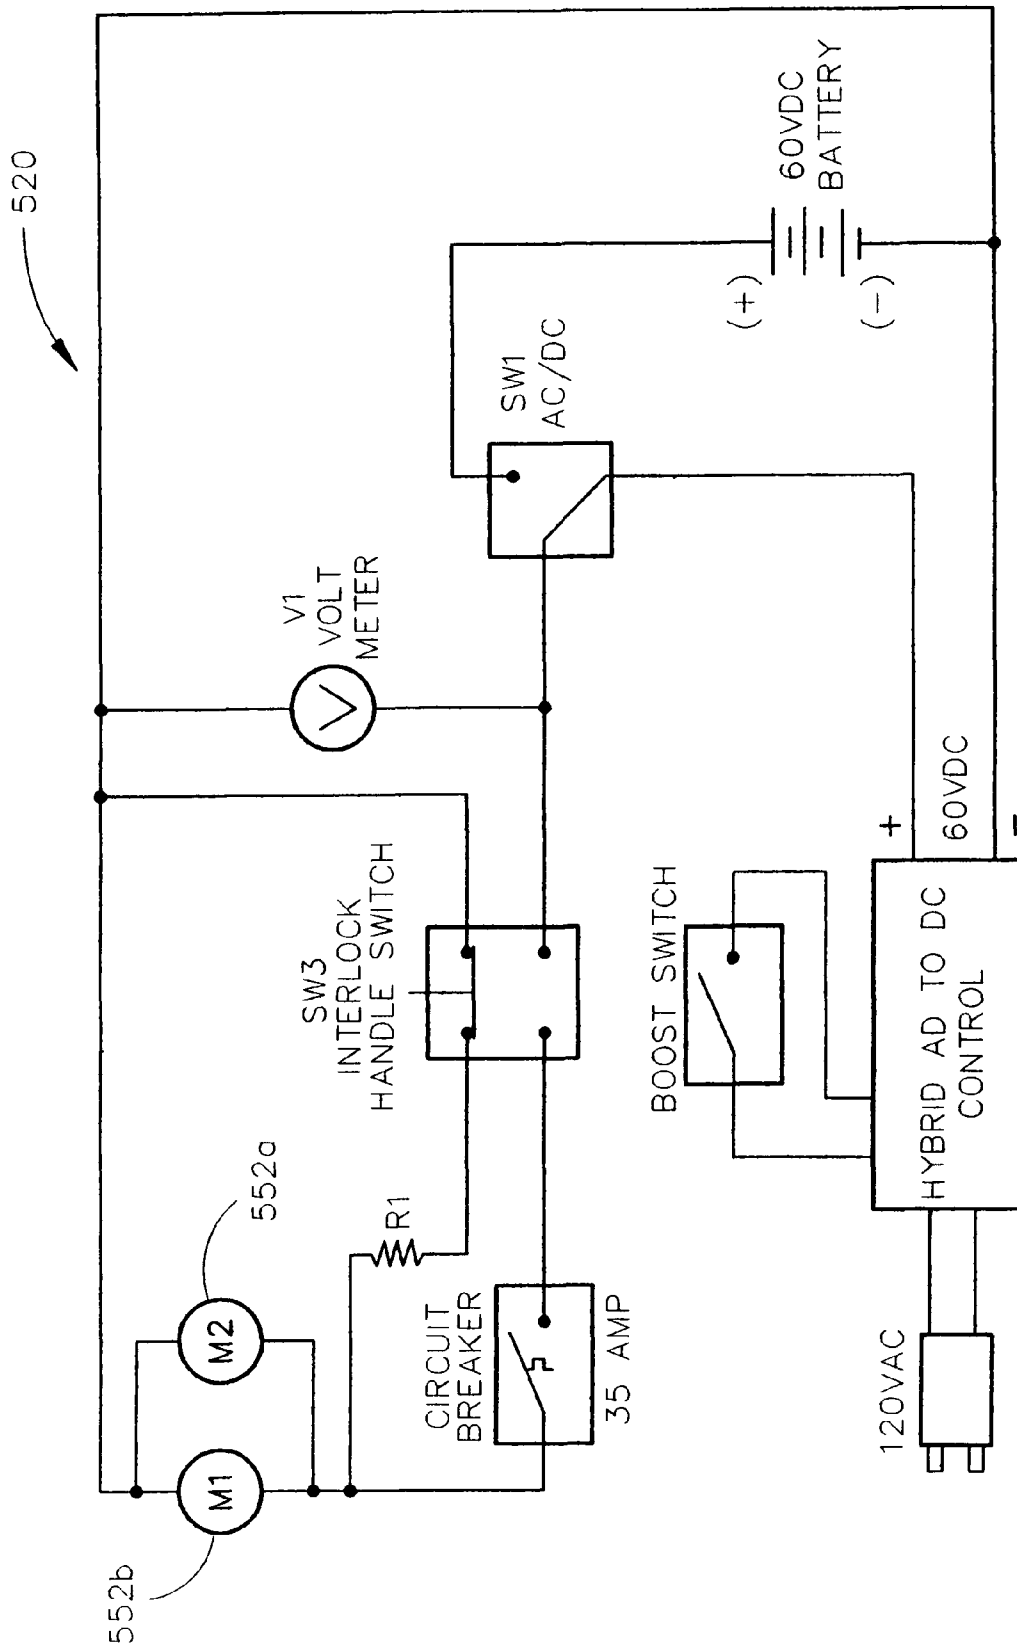 520
552b
552a
M1
M2
V1
VOLT
METER
V
SW3
INTERLOCK
HANDLE SWITCH
R1
CIRCUIT
BREAKER
35 AMP
SW1
AC/DC
60VDC
BATTERY
(+)
(-)
BOOST SWITCH
120VAC
HYBRID AD TO DC
CONTROL
+
60VDC
-